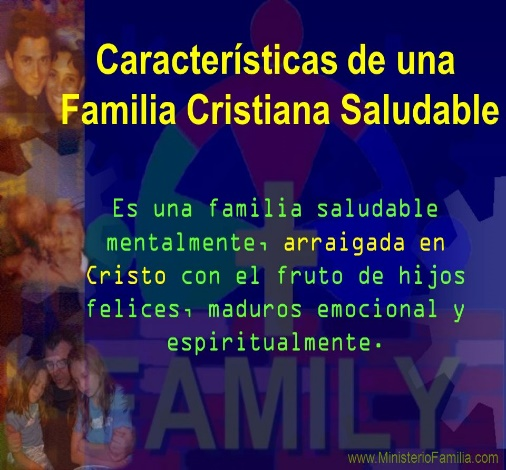 Características de una
Familia Cristiana Saludable
Es una familia saludable
mentalmente, arraigada en
Cristo con el fruto de hijos
felices, maduros emocional y
espiritualmente.
FAMILY
www.MinisterioFamilia.com